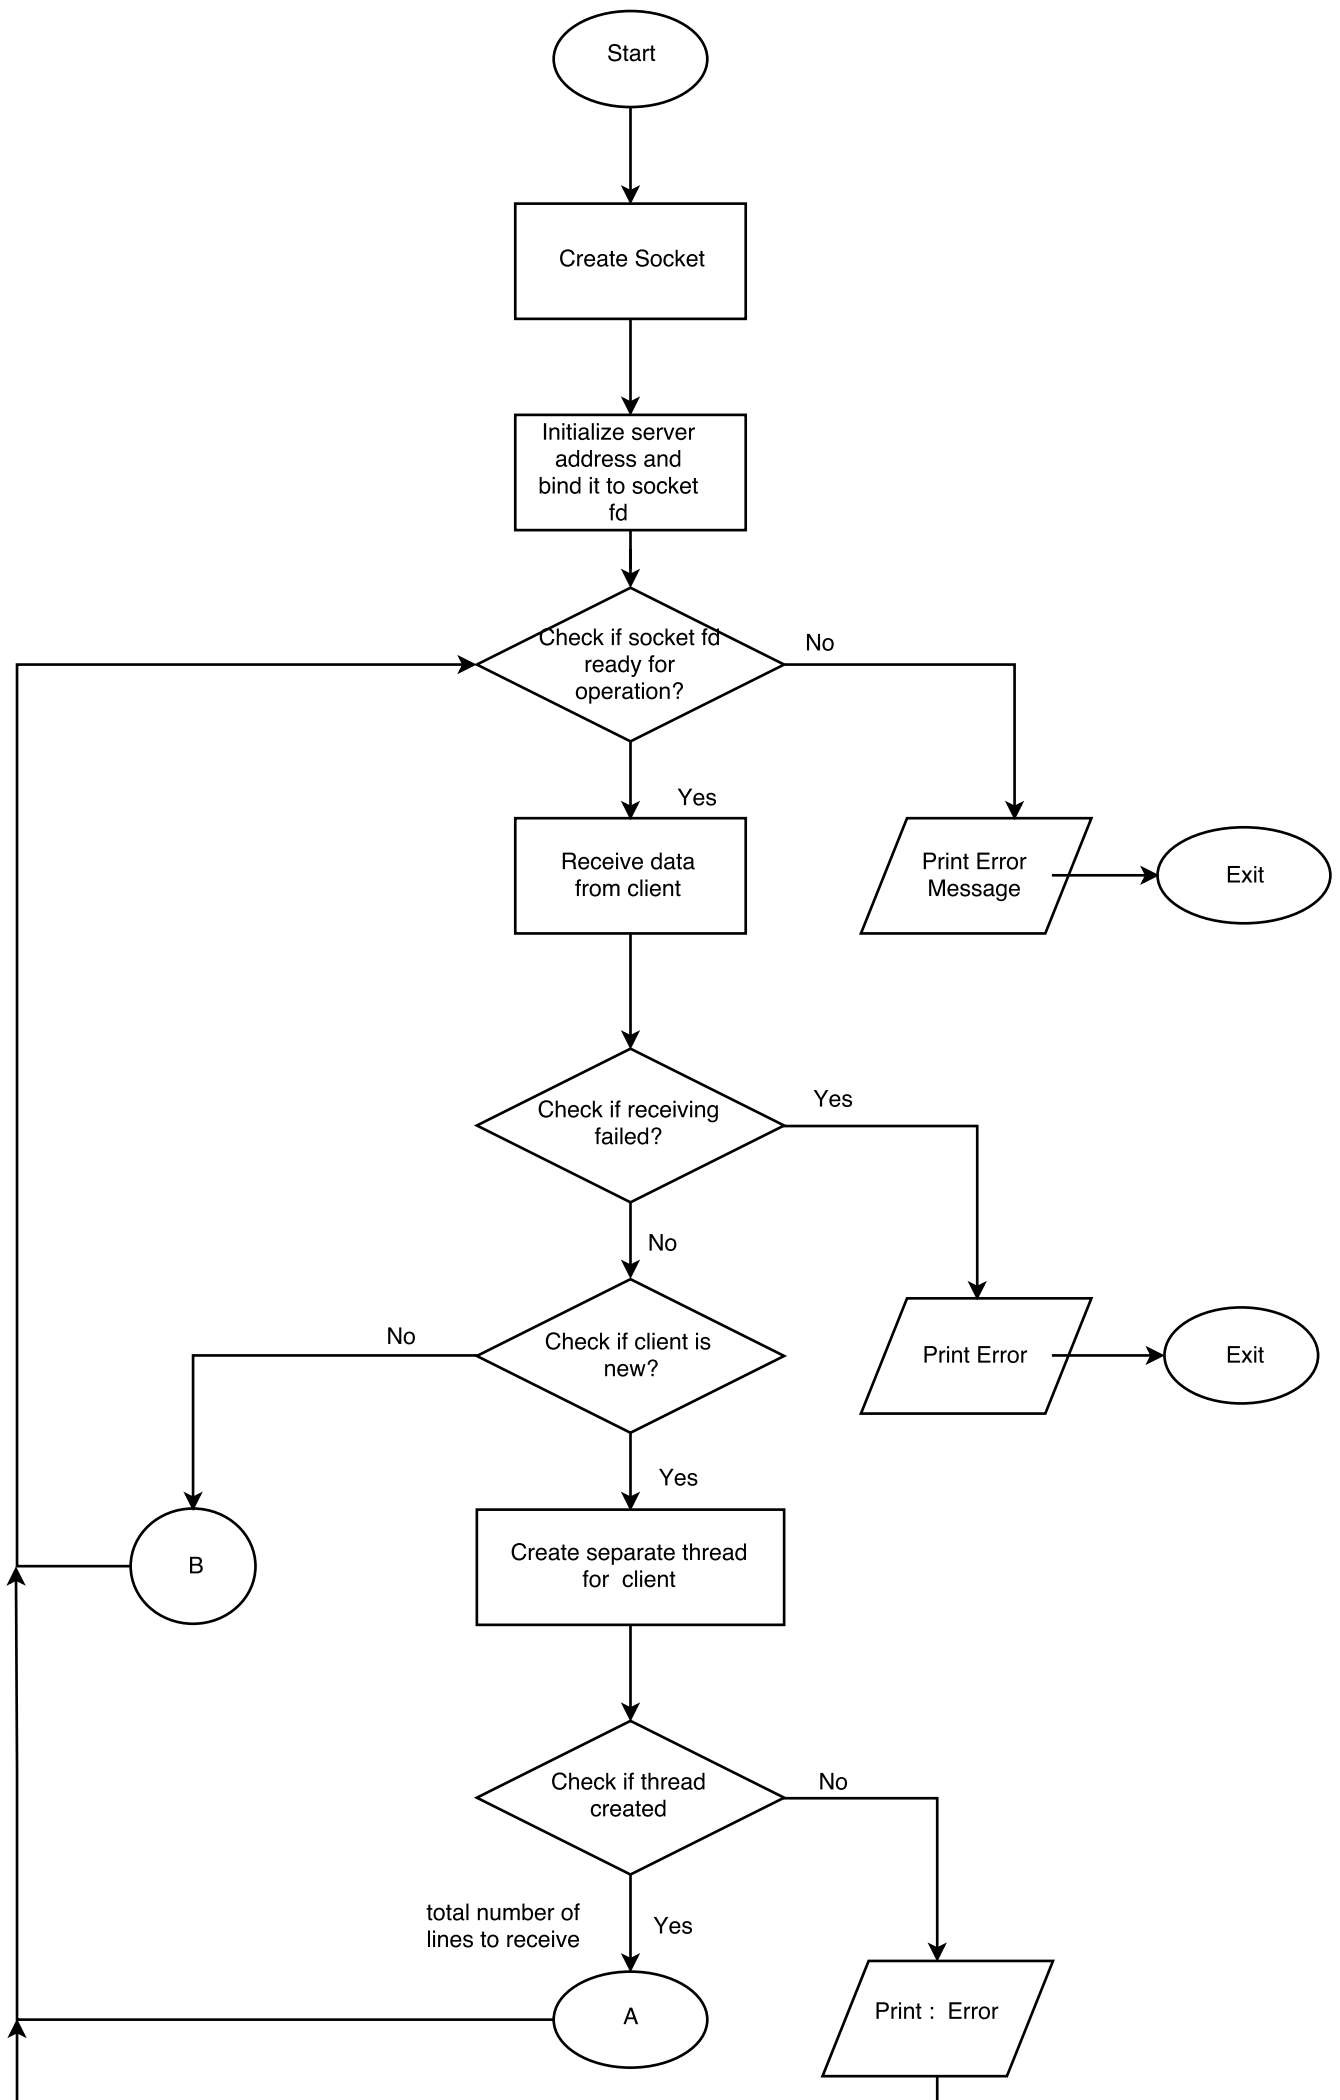 Start
Create Socket
Initialize server
address and
bind it to socket
fd
Check if socket fd
ready for
operation?
No
Yes
Receive data
from client
Print Error
Message
Exit
Check if receiving
failed?
Yes
No
Check if client is
new?
No
Print Error
Exit
Yes
B
Create separate thread
for  client
Check if thread
created
No
total number of
lines to receive
Yes
A
Print :  Error